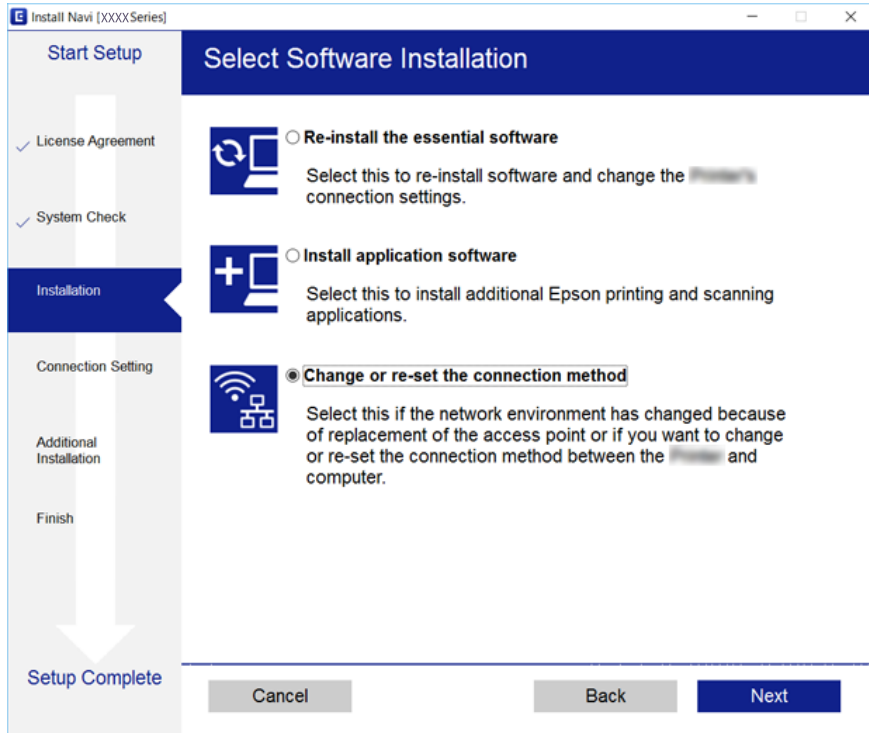 Install Navi [XXXX Series]
Start Setup
License Agreement
System Check
Installation
Connection Setting
Additional
Installation
Finish
Setup Complete
Select Software Installation
Re-install the essential software
Select this to re-install software and change the
connection settings.
Install application software
Select this to install additional Epson printing and scanning
applications.
Change or re-set the connection method
Select this if the network environment has changed because
of replacement of the access point or if you want to change
or re-set the connection method between the and
computer.
Cancel
Back
Next